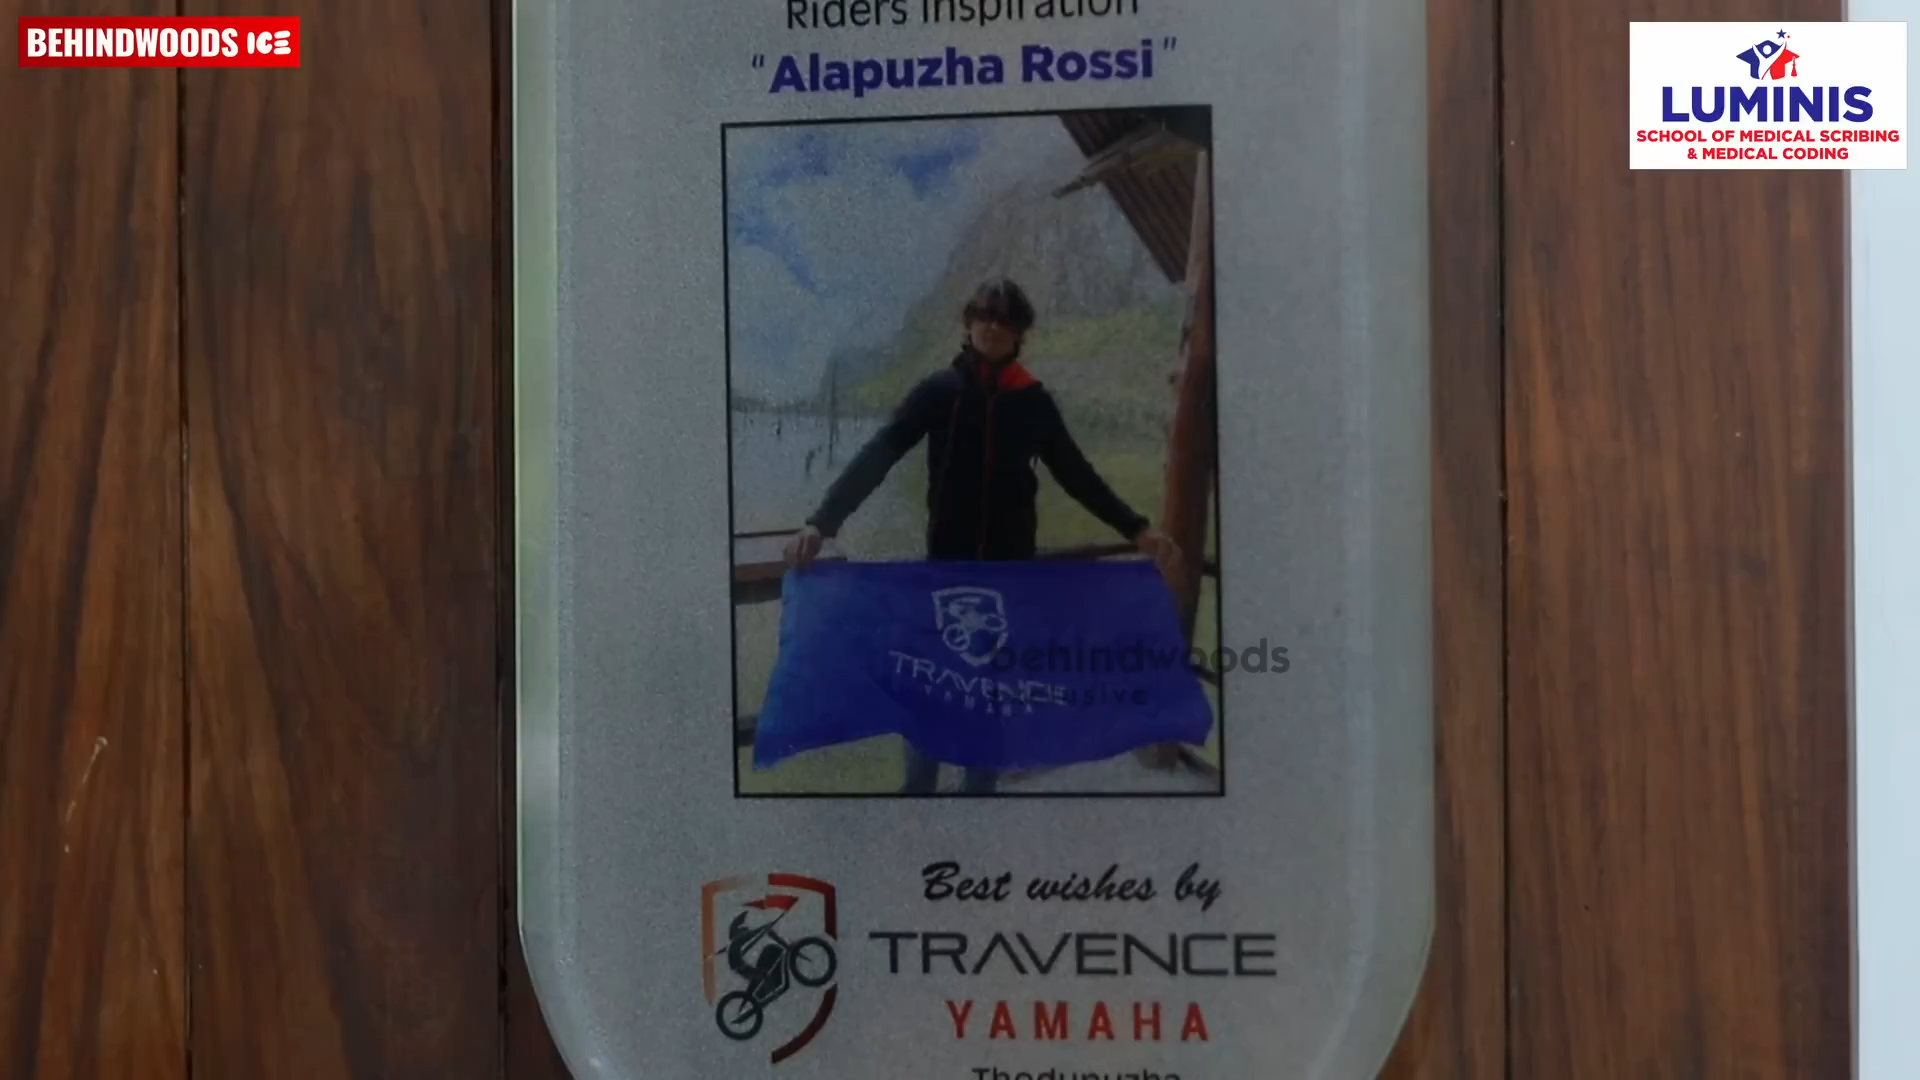 BEHINDWOODS ICE
LUMINIS
SCHOOL OF MEDICAL SCRIBING
& MEDICAL CODING
Riders Inspiration
"Alapuzha Rossi"
TRAVENCE
YAMAHA
behindwoods
exclusive
Best wishes by
TRAVENCE
YAMAHA
Thodupuzha